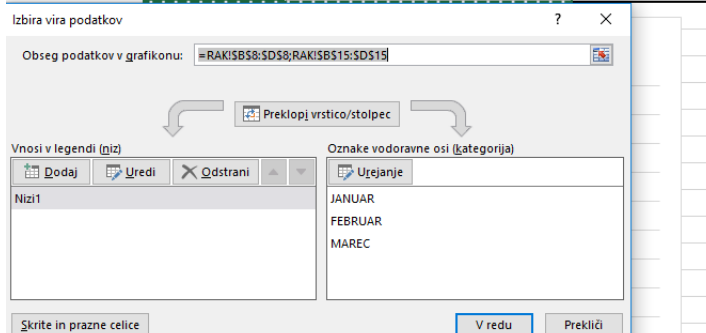 Izbira vira podatkov ? ×
Obseg podatkov v grafikonu: =RAK!$B$8:$D$8;RAK!$B$15:$D$15
Preklopi vrstico/stolpec
Vnosi v legendi (niz)
Dodaj Uredi Odstrani
Nizi1
Oznake vodoravne osi (kategorija)
Urejanje
JANUAR
FEBRUAR
MAREC
Skrite in prazne celice
V redu Prekliči